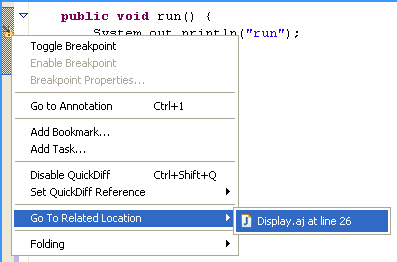 public void run() {
System.out.println("run");
Toggle Breakpoint
Enable Breakpoint
Breakpoint Properties...
Go to Annotation Ctrl+1
Add Bookmark...
Add Task...
Disable QuickDiff Ctrl+Shift+Q
Set QuickDiff Reference
Go To Related Location
Display.aj at line 26
Folding